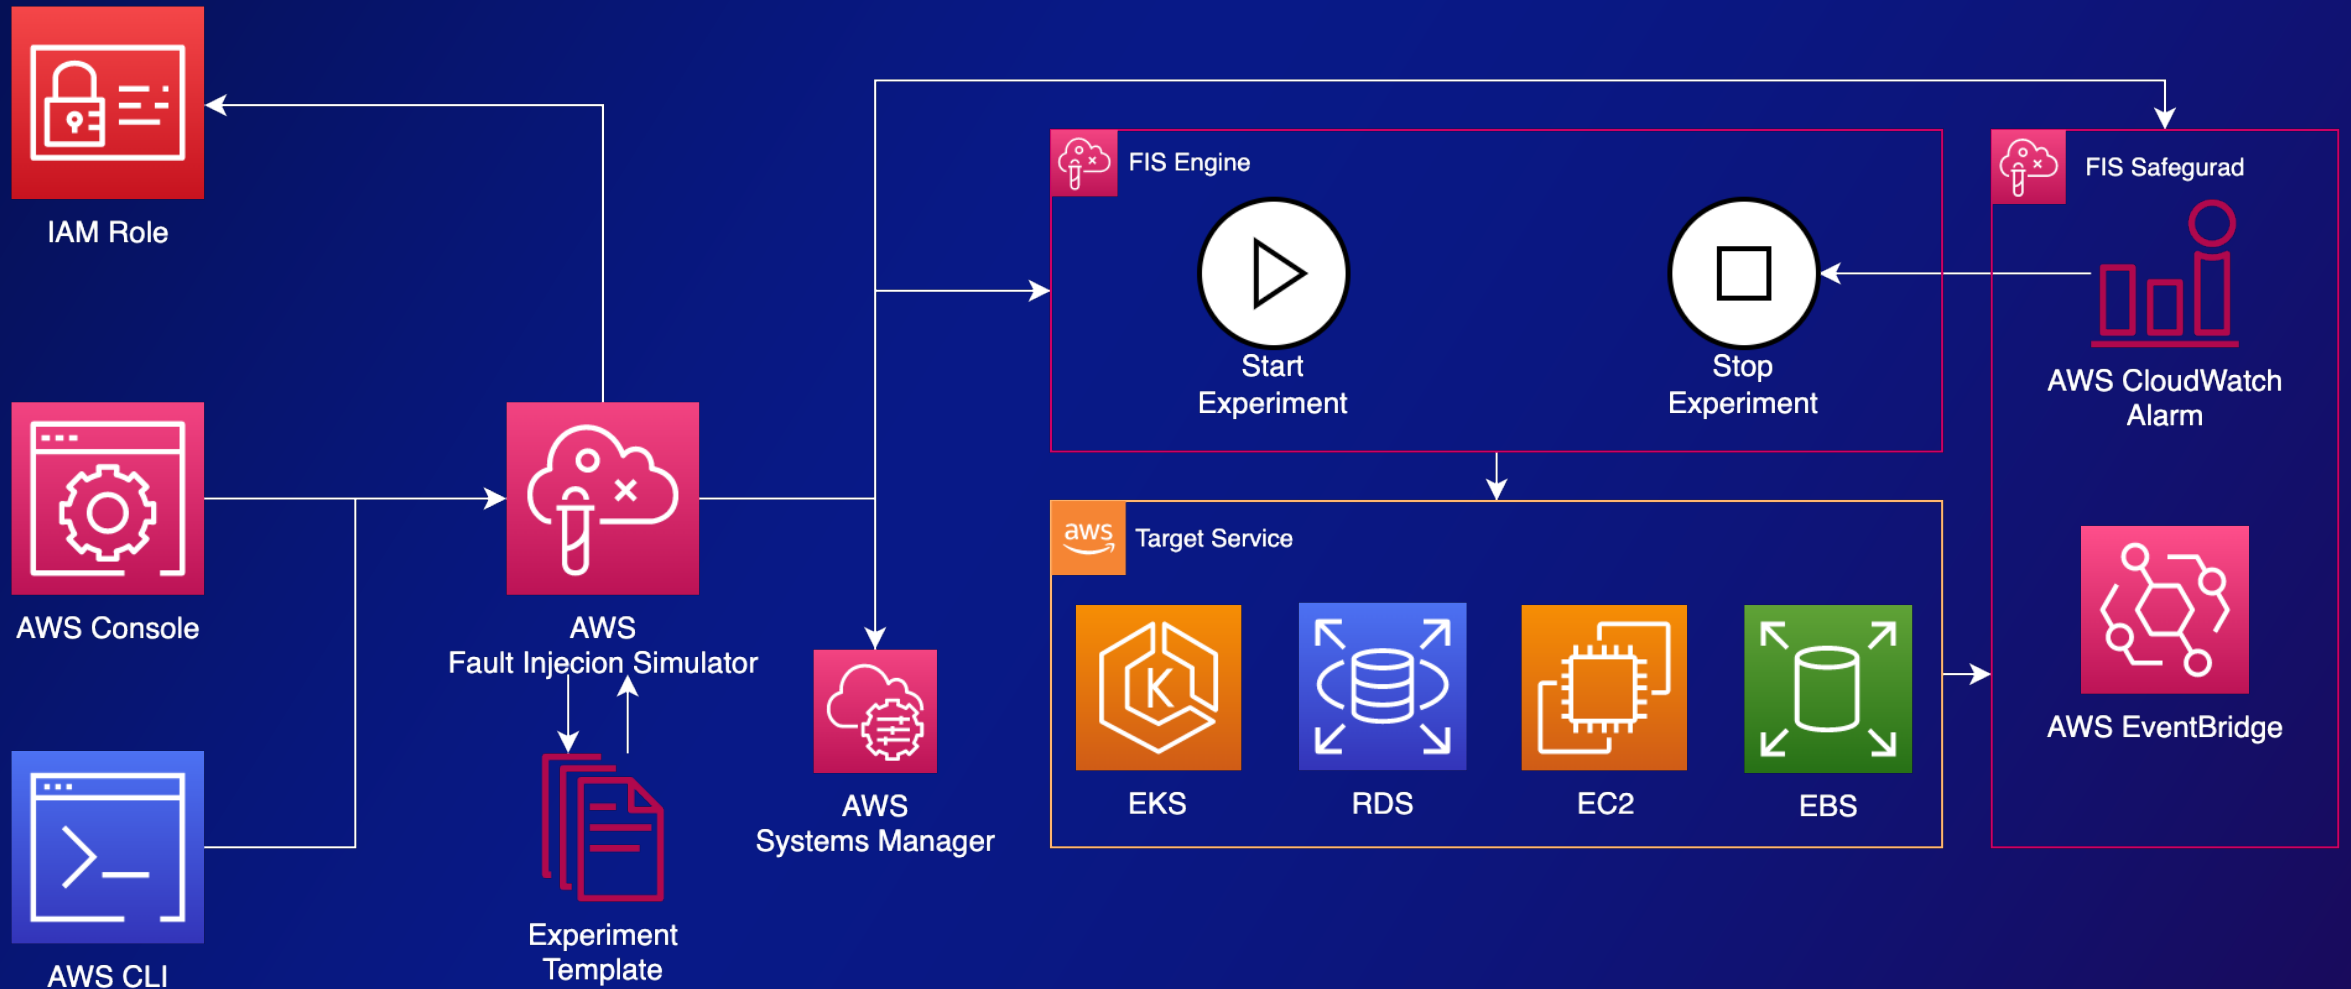 IAM Role
AWS Console
AWS CLI
AWS
Fault Injecion Simulator
Experiment
Template
AWS
Systems Manager
FIS Engine
Start
Experiment
Stop
Experiment
aws
Target Service
K
EKS
RDS
EC2
EBS
FIS Safegurad
AWS CloudWatch
Alarm
AWS EventBridge